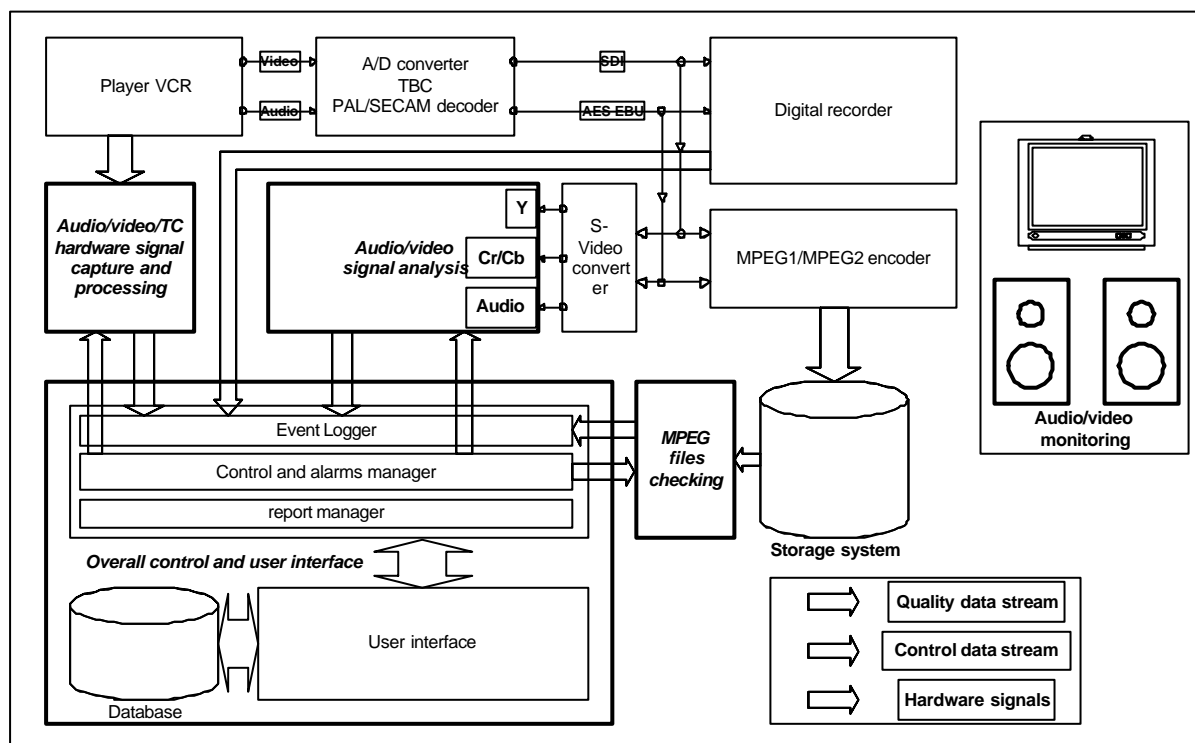 Player VCR
Video
Audio
A/D converter
TBC
PAL/SECAM decoder
SDI
AES EBU
Digital recorder
Audio/video/TC
hardware signal
capture and
processing
Audio/video
signal analysis
Y
Cr/Cb
Audio
S-
Video
convert
er
MPEG1/MPEG2 encoder
Audio/video
monitoring
Event Logger
Control and alarms manager
report manager
MPEG
files
checking
Storage system
Overall control and user interface
User interface
Database
Quality data stream
Control data stream
Hardware signals